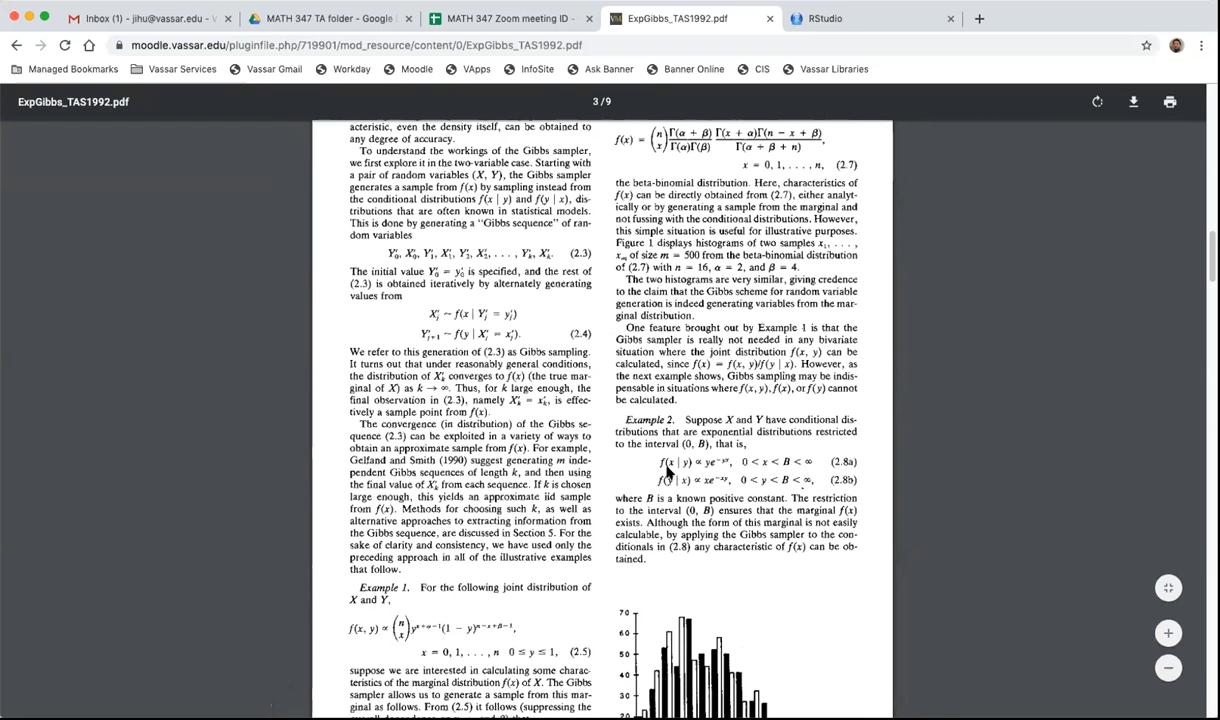 Inbox (1) - jihu@vassar.edu - V
MATH 347 TA folder - Google D
MATH 347 Zoom meeting ID -
ExpGibbs_TAS1992.pdf
RStudio
moodle.vassar.edu/pluginfile.php/719901/mod_resource/content/0/ExpGibbs_TAS1992.pdf
Managed Bookmarks
Vassar Services
Vassar Gmail
Workday
Moodle
VApps
InfoSite
Ask Banner
Banner Online
CIS
Vassar Libraries
ExpGibbs_TAS1992.pdf
3 / 9
acteristic, even the density itself, can be obtained to
any degree of accuracy.
To understand the workings of the Gibbs sampler,
we first explore it in the two-variable case. Starting with
a pair of random variables (X, Y), the Gibbs sampler
generates a sample from f(x) by sampling instead from
the conditional distributions f(x | y) and f(y | x), dis-
tributions that are often known in statistical models.
This is done by generating a "Gibbs sequence" of ran-
dom variables
Y′₀, X′₀, Y′₁, X′₁, Y′₂, X′₂, . . . , Y′ₖ, X′ₖ. (2.3)
The initial value Y′₀ = y′₀ is specified, and the rest of
(2.3) is obtained iteratively by alternately generating
values from
X′ⱼ ~ f(x | Y′ⱼ = y′ⱼ)
Y′ⱼ₊₁ ~ f(y | X′ⱼ = x′ⱼ). (2.4)
We refer to this generation of (2.3) as Gibbs sampling.
It turns out that under reasonably general conditions,
the distribution of X′ₖ converges to f(x) (the true mar-
ginal of X) as k → ∞. Thus, for k large enough, the
final observation in (2.3), namely X′ₖ = x′ₖ, is effec-
tively a sample point from f(x).
The convergence (in distribution) of the Gibbs se-
quence (2.3) can be exploited in a variety of ways to
obtain an approximate sample from f(x). For example,
Gelfand and Smith (1990) suggest generating m inde-
pendent Gibbs sequences of length k, and then using
the final value of X′ₖ from each sequence. If k is chosen
large enough, this yields an approximate iid sample
from f(x). Methods for choosing such k, as well as
alternative approaches to extracting information from
the Gibbs sequence, are discussed in Section 5. For the
sake of clarity and consistency, we have used only the
preceding approach in all of the illustrative examples
that follow.
Example 1. For the following joint distribution of
X and Y,
f(x, y) ∝ (n x) y^(x+α−1)(1 − y)^(n−x+β−1),
x = 0, 1, . . . , n 0 ≤ y ≤ 1, (2.5)
suppose we are interested in calculating some charac-
teristics of the marginal distribution f(x) of X. The Gibbs
sampler allows us to generate a sample from this mar-
ginal as follows. From (2.5) it follows (suppressing the
f(x) = (n x) Γ(α + β)/Γ(α)Γ(β) Γ(x + α)Γ(n − x + β)/Γ(α + β + n),
x = 0, 1, . . . , n, (2.7)
the beta-binomial distribution. Here, characteristics of
f(x) can be directly obtained from (2.7), either analyt-
ically or by generating a sample from the marginal and
not fussing with the conditional distributions. However,
this simple situation is useful for illustrative purposes.
Figure 1 displays histograms of two samples x₁, . . . ,
xₘ of size m = 500 from the beta-binomial distribution
of (2.7) with n = 16, α = 2, and β = 4.
The two histograms are very similar, giving credence
to the claim that the Gibbs scheme for random variable
generation is indeed generating variables from the mar-
ginal distribution.
One feature brought out by Example 1 is that the
Gibbs sampler is really not needed in any bivariate
situation where the joint distribution f(x, y) can be
calculated, since f(x) = f(x, y)/f(y | x). However, as
the next example shows, Gibbs sampling may be indis-
pensable in situations where f(x, y), f(x), or f(y) cannot
be calculated.
Example 2. Suppose X and Y have conditional dis-
tributions that are exponential distributions restricted
to the interval (0, B), that is,
f(x | y) ∝ ye^(−yx), 0 < x < B < ∞ (2.8a)
f(y | x) ∝ xe^(−xy), 0 < y < B < ∞, (2.8b)
where B is a known positive constant. The restriction
to the interval (0, B) ensures that the marginal f(x)
exists. Although the form of this marginal is not easily
calculable, by applying the Gibbs sampler to the con-
ditionals in (2.8) any characteristic of f(x) can be ob-
tained.
70
60
50
40
30
20